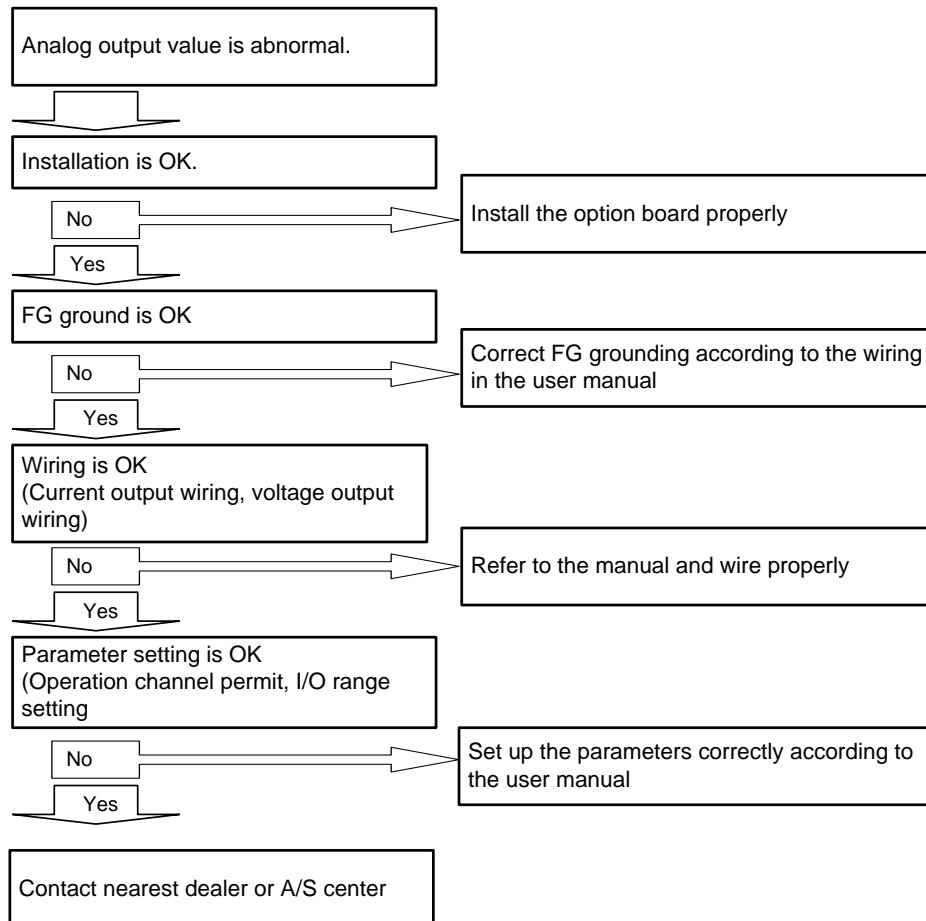 Analog output value is abnormal.
Installation is OK.
No
Install the option board properly
Yes
FG ground is OK
No
Correct FG grounding according to the wiring
in the user manual
Yes
Wiring is OK
(Current output wiring, voltage output
wiring)
No
Refer to the manual and wire properly
Yes
Parameter setting is OK
(Operation channel permit, I/O range
setting
No
Set up the parameters correctly according to
the user manual
Yes
Contact nearest dealer or A/S center